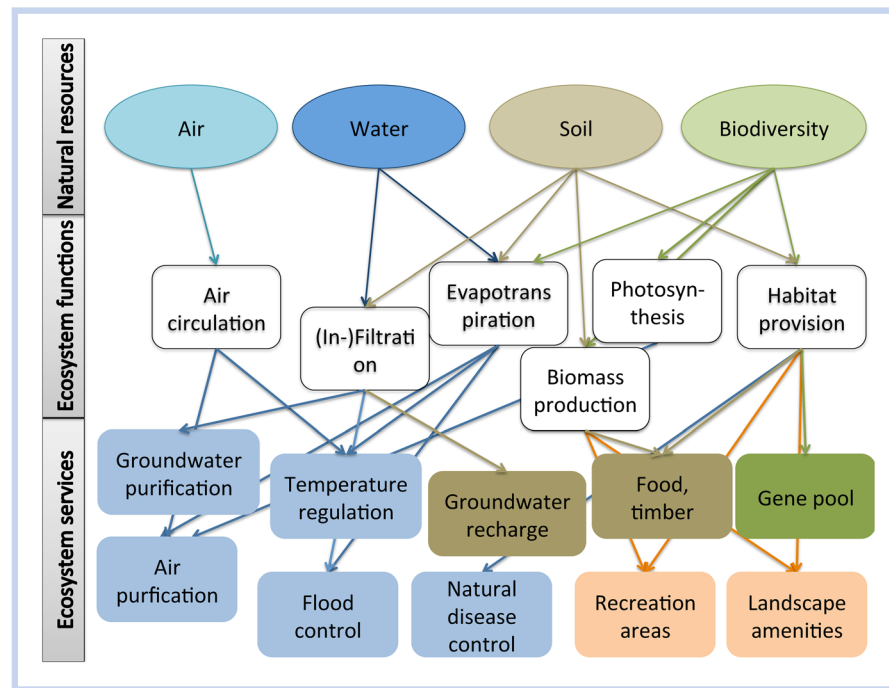 Natural resources
Air
Water
Soil
Biodiversity
Ecosystem functions
Air
circulation
(In-)Filtrati
on
Evapotrans
piration
Photosyn-
thesis
Habitat
provision
Biomass
production
Ecosystem services
Groundwater
purification
Temperature
regulation
Groundwater
recharge
Food,
timber
Gene pool
Air
purfication
Flood
control
Natural
disease
control
Recreation
areas
Landscape
amenities